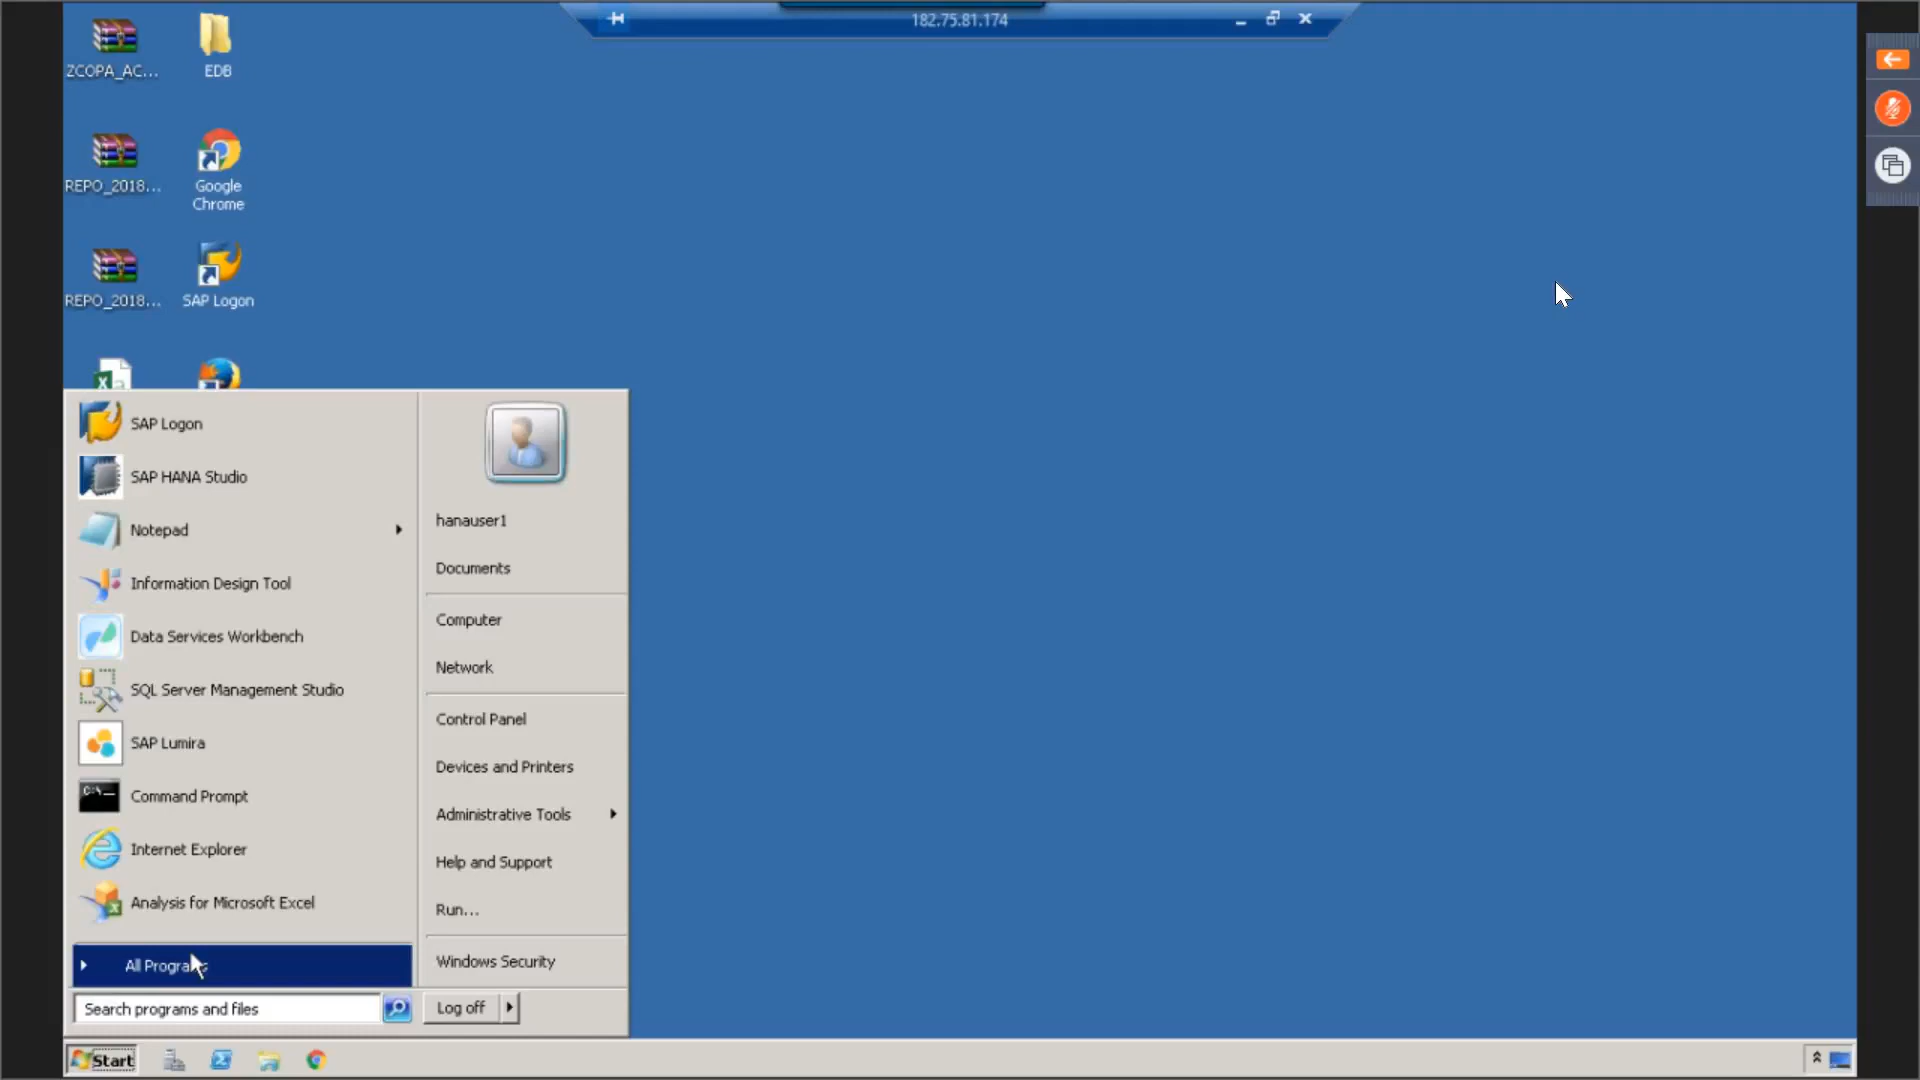 182.75.81.174
ZCOPA_AC...
EDB
REPO_2018...
Google
Chrome
REPO_2018...
SAP Logon
SAP Logon
SAP HANA Studio
Notepad
Information Design Tool
Data Services Workbench
SQL Server Management Studio
SAP Lumira
Command Prompt
Internet Explorer
Analysis for Microsoft Excel
All Programs
Search programs and files
hanauser1
Documents
Computer
Network
Control Panel
Devices and Printers
Administrative Tools
Help and Support
Run...
Windows Security
Log off
Start